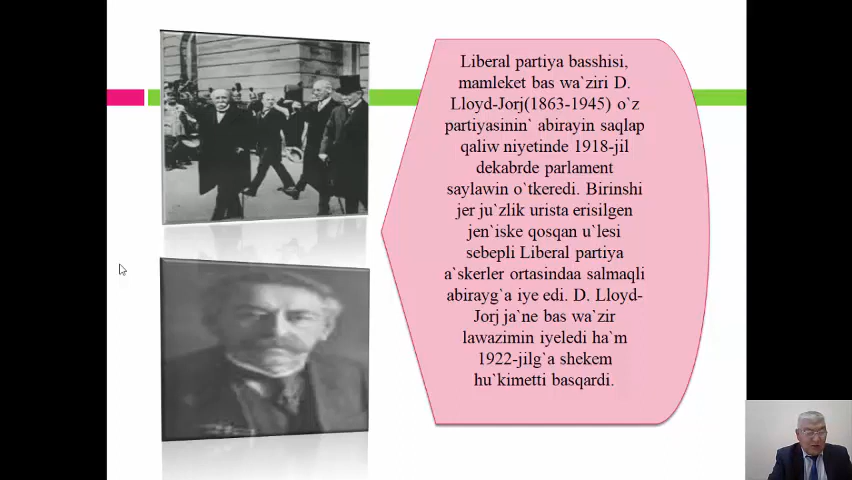 Liberal partiya basshisi,
mamleket bas wa`ziri D.
Lloyd-Jorj(1863-1945) o`z
partiyasinin` abirayin saqlap
qaliw niyetinde 1918-jil
dekabrde parlament
saylawin o`tkeredi. Birinshi
jer ju`zlik urista erisilgen
jen`iske qosqan u`lesi
sebepli Liberal partiya
a`skerler ortasindaa salmaqli
abirayg`a iye edi. D. Lloyd-
Jorj ja`ne bas wa`zir
lawazimin iyeledi ha`m
1922-jilg`a shekem
hu`kimetti basqardi.